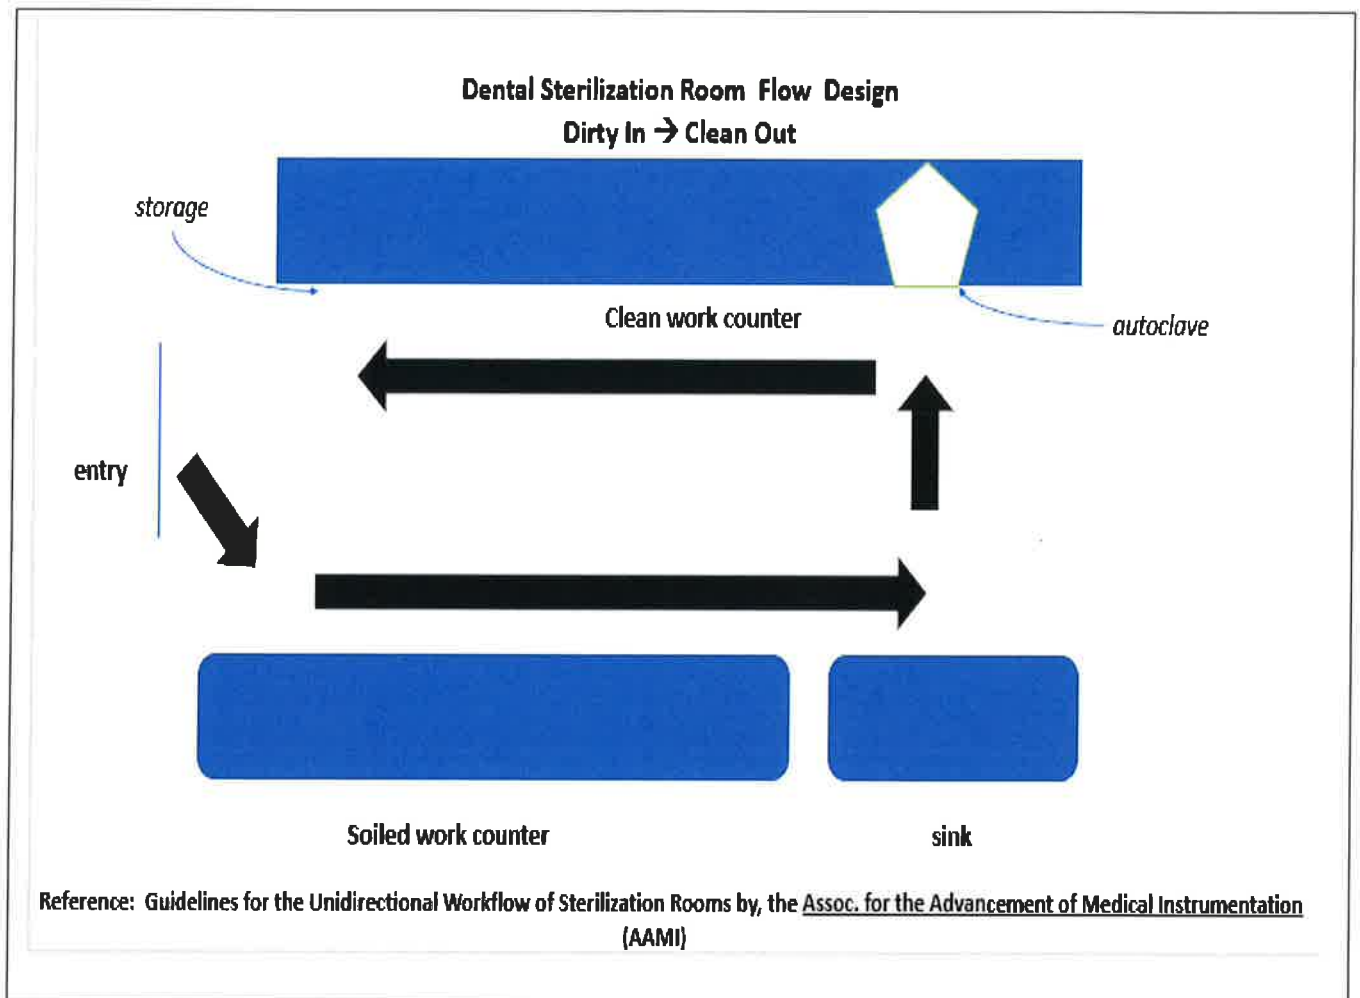 Dental Sterilization Room Flow Design
Dirty In → Clean Out
storage
Clean work counter
autoclave
entry
Soiled work counter
sink
Reference: Guidelines for the Unidirectional Workflow of Sterilization Rooms by, the Assoc. for the Advancement of Medical Instrumentation
(AAMI)